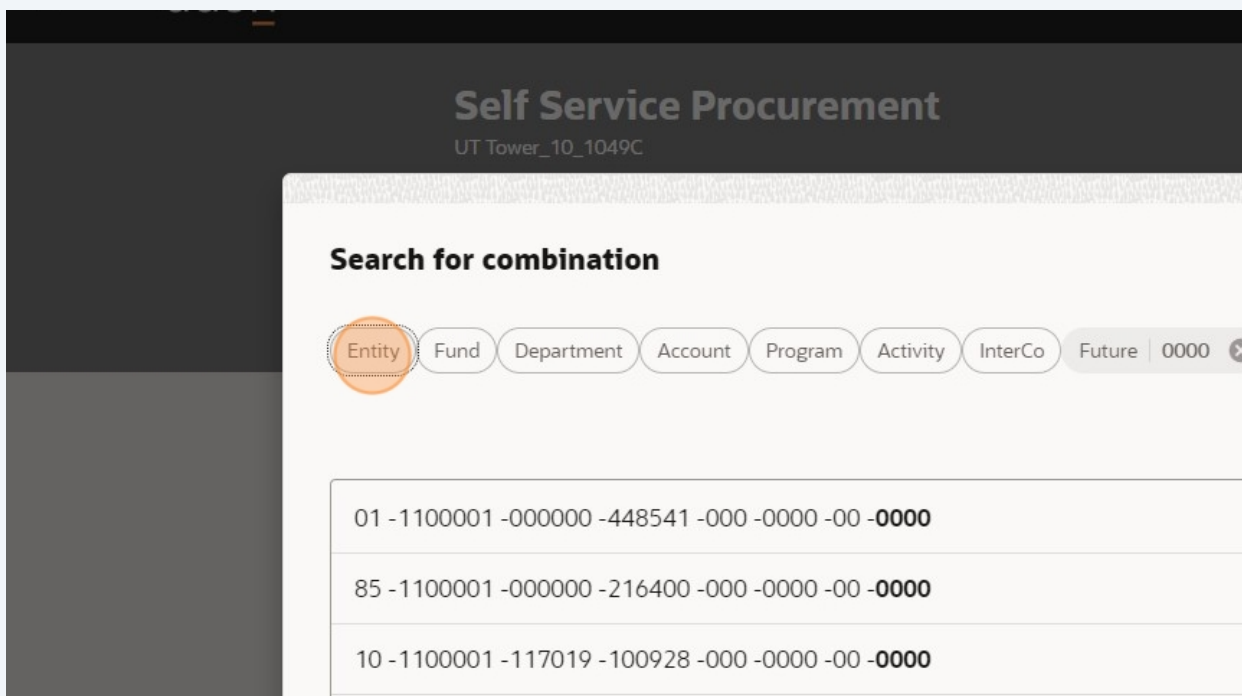 Self Service Procurement
UT Tower_10_1049C
Search for combination
Entity Fund Department Account Program Activity InterCo Future 0000
01 -1100001 -000000 -448541 -000 -0000 -00 -0000
85 -1100001 -000000 -216400 -000 -0000 -00 -0000
10 -1100001 -117019 -100928 -000 -0000 -00 -0000